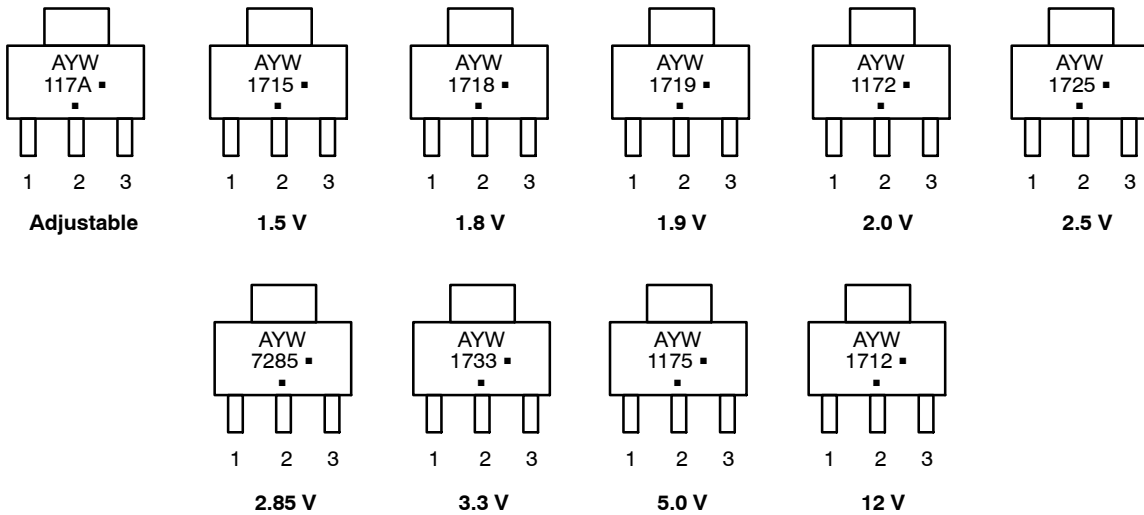 AYW AYW AYW AYW AYW AYW
117A ▪ 1715 ▪ 1718 ▪ 1719 ▪ 1172 ▪ 1725 ▪
▪ ▪ ▪ ▪ ▪ ▪
1 2 3 1 2 3 1 2 3 1 2 3 1 2 3 1 2 3
Adjustable 1.5 V 1.8 V 1.9 V 2.0 V 2.5 V
AYW AYW AYW AYW
7285 ▪ 1733 ▪ 1175 ▪ 1712 ▪
▪ ▪ ▪ ▪
1 2 3 1 2 3 1 2 3 1 2 3
2.85 V 3.3 V 5.0 V 12 V